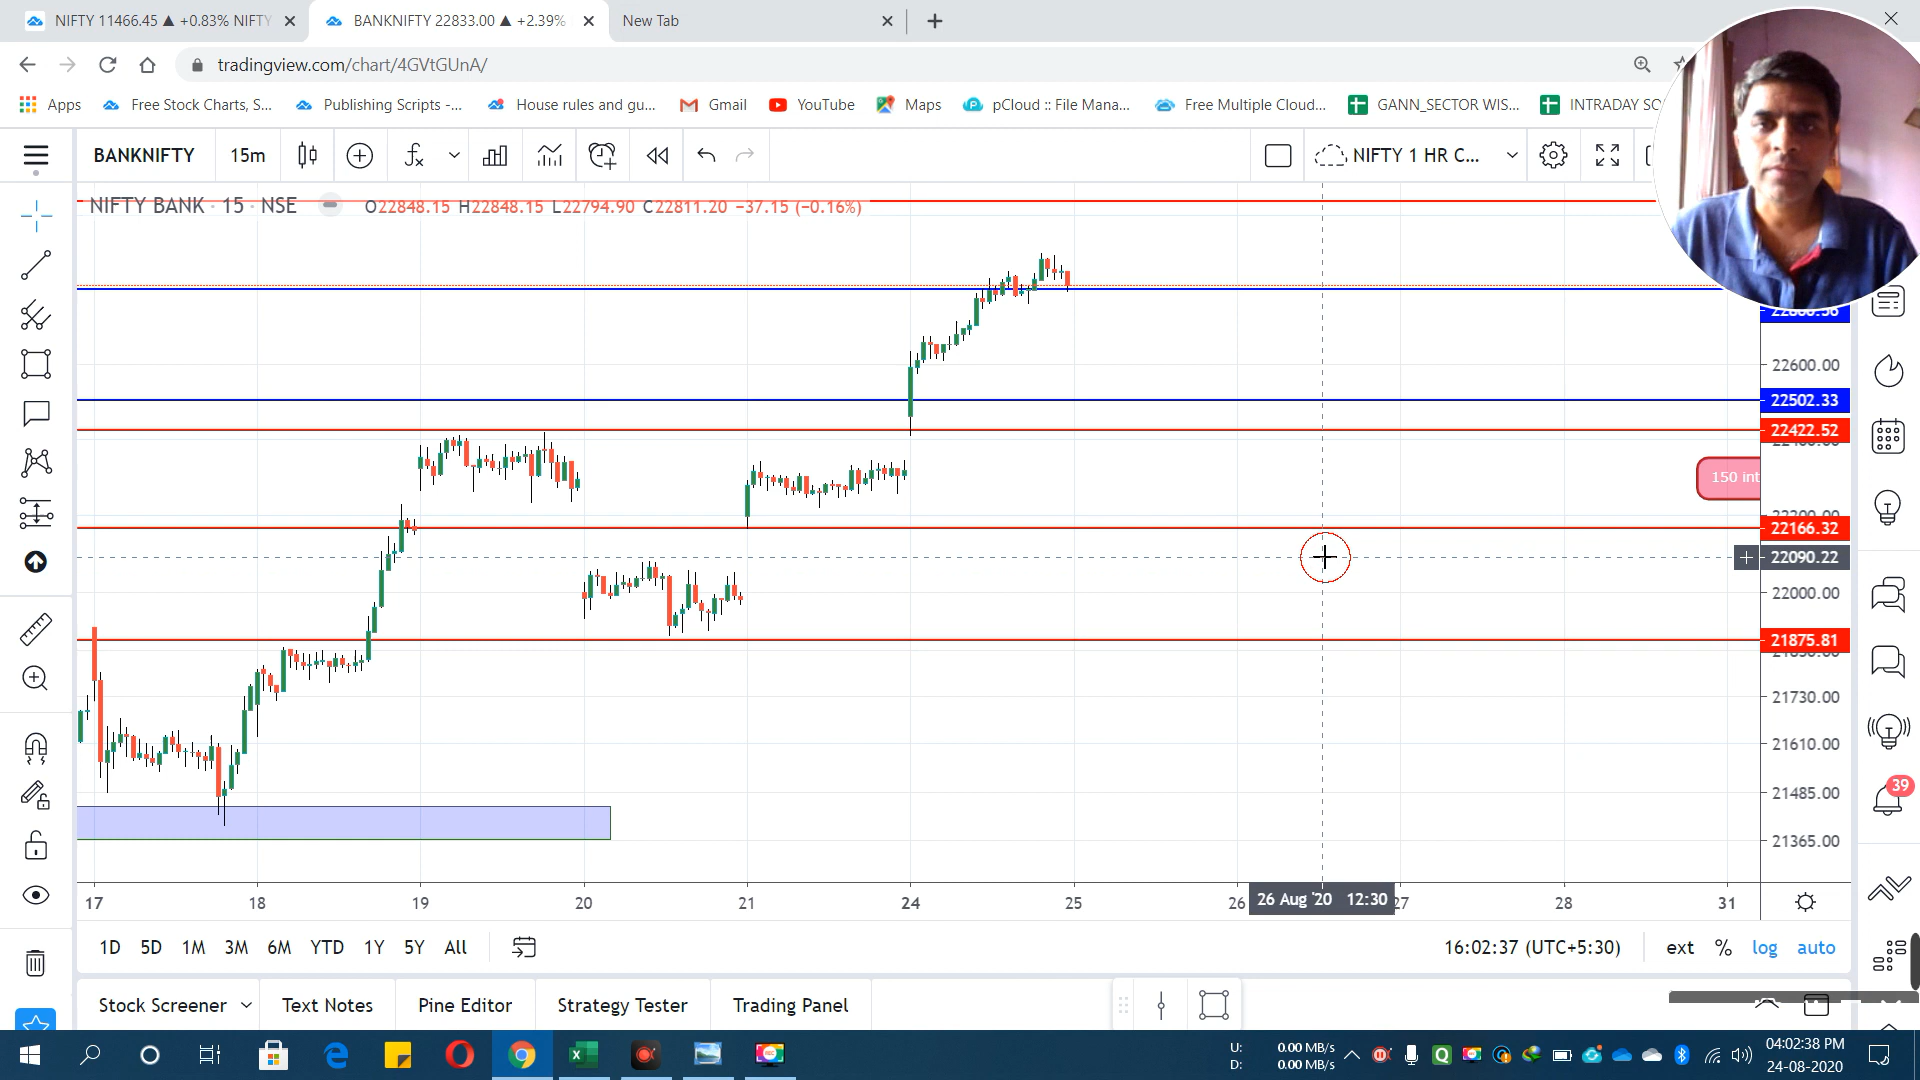 NIFTY 11466.45 ▲ +0.83% NIFTY
BANKNIFTY 22833.00 ▲ +2.39%
New Tab
tradingview.com/chart/4GVtGUnA/
Apps
Free Stock Charts, S...
Publishing Scripts -...
House rules and gu...
Gmail
YouTube
Maps
pCloud :: File Mana...
Free Multiple Cloud...
GANN_SECTOR WIS...
INTRADAY SC
BANKNIFTY
15m
NIFTY 1 HR C...
NIFTY BANK · 15 · NSE
O22848.15 H22848.15 L22794.90 C22811.20 −37.15 (−0.16%)
22600.00
22502.33
22422.52
150 int
22166.32
22090.22
22000.00
21875.81
21730.00
21610.00
21485.00
21365.00
39
17
18
19
20
21
24
25
26
26 Aug '20 12:30
27
28
31
1D
5D
1M
3M
6M
YTD
1Y
5Y
All
16:02:37 (UTC+5:30)
ext
%
log
auto
Stock Screener
Text Notes
Pine Editor
Strategy Tester
Trading Panel
U: 0.00 MB/s
D: 0.00 MB/s
04:02:38 PM
24-08-2020